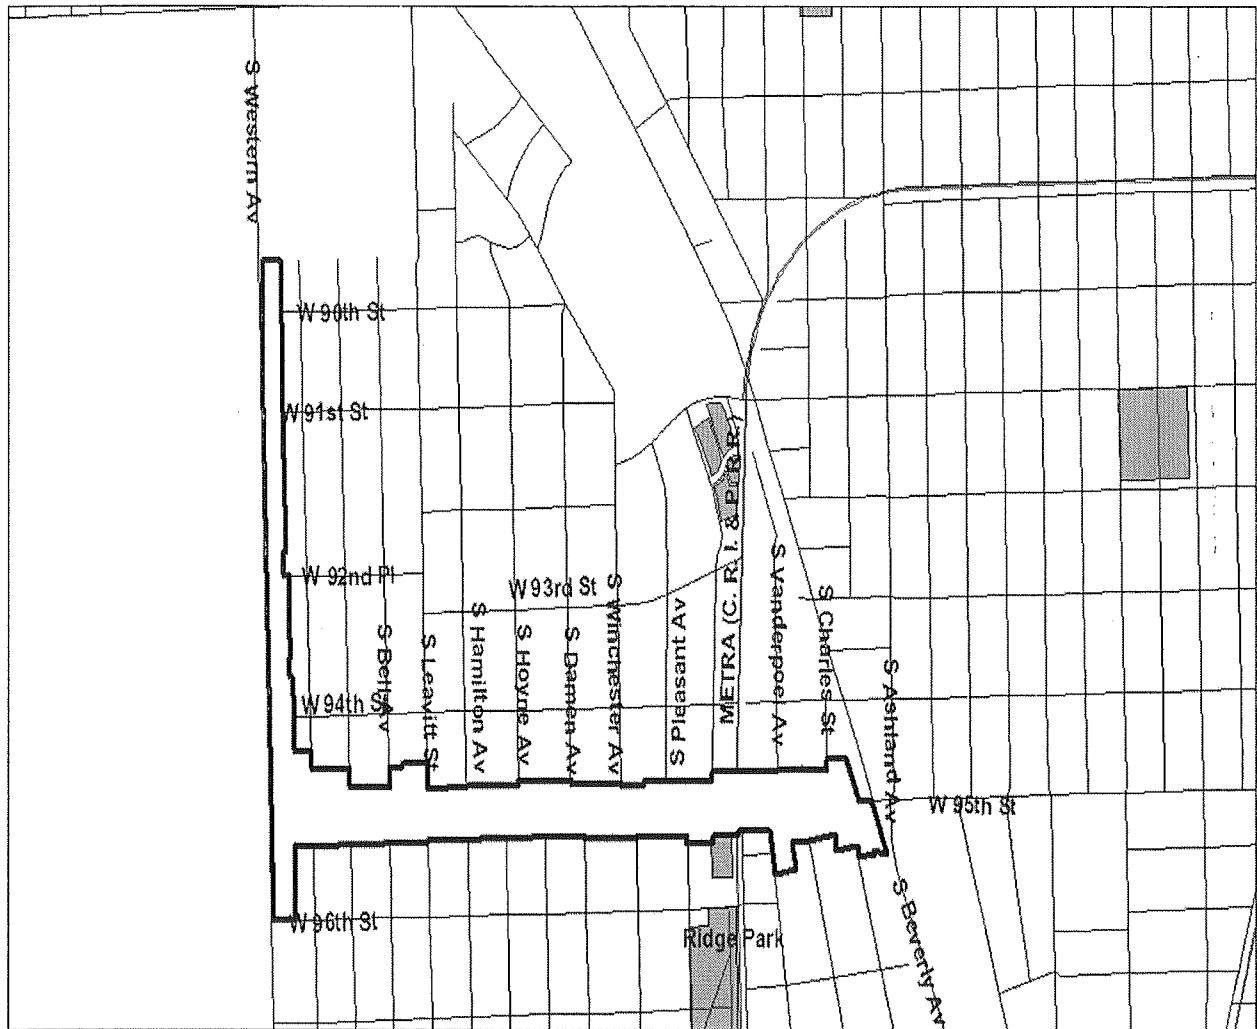 S Western Av
W 90th St
W 91st St
METRA (C. R. I. & P. R.R.)
W 92nd Pl
W 93rd St
S Winchester Av
S Vanderpoel Av
S Charles St
S Pleasant Av
S Hamilton Av
S Bell Av
S Leavitt St
S Hoyne Av
S Damen Av
S Ashland Av
W 94th St
W 95th St
S Beverly Av
W 96th St
Ridge Park